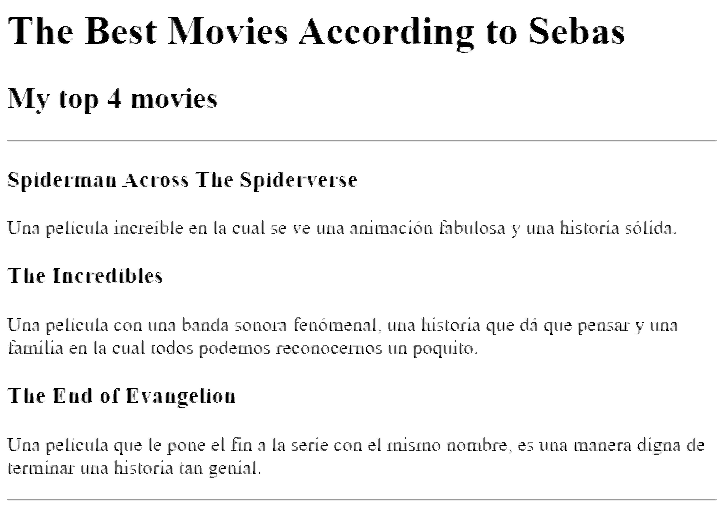 The Best Movies According to Sebas
My top 4 movies
Spiderman Across The Spiderverse
Una película increíble en la cual se ve una animación fabulosa y una historia sólida.
The Incredibles
Una película con una banda sonora fenómenal, una historia que dá que pensar y una
familia en la cual todos podemos reconocernos un poquito.
The End of Evangelion
Una película que le pone el fin a la serie con el mismo nombre, es una manera digna de
terminar una historia tan genial.